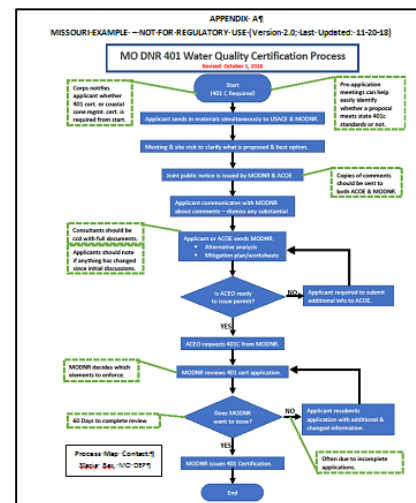 APPENDIX· A¶
MISSOURI·EXAMPLE· –·NOT·FOR·REGULATORY·USE·(Version·2.0;·Last·Updated:·11-20-18)
MO DNR 401 Water Quality Certification Process
Revised: October 1, 2018
Start
(401 C Required)
Corps notifies
applicant whether
401 cert. or coastal
zone mgmt. cert. is
required from start.
Pre-application
meetings can help
easily identify
whether a proposal
meets state 401c
standards or not.
Applicant sends in materials simultaneously to USACE & MODNR.
Meeting & site visit to clarify what is proposed & best option.
Joint public notice is issued by MODNR & ACOE
Copies of comments
should be sent to
both ACOE & MODNR.
Applicant communicates with MODNR
about comments – dismiss any substantial
Consultants should be
ccd with full documents.
Applicants should note
if anything has changed
since initial discussions.
Applicant or ACOE sends MODNR:
• Alternative analysis
• Mitigation plan/worksheets
Is ACEO ready
to issue permit?
NO
Applicant required to submit
additional info to ACOE.
YES
ACEO requests 401C from MODNR.
MODNR decides which
elements to enforce.
MODNR reviews 401 cert application.
Does MODNR
want to issue?
NO
Applicant resubmits
application with additional &
changed information.
60 Days to complete review
YES
Often due to incomplete
applications.
Process·Map·Contact:¶
MODNR issues 401 Certification.
End